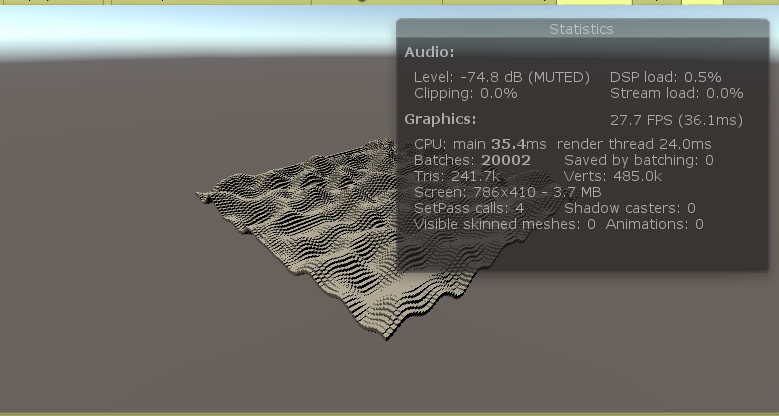 Statistics
Audio:
Level: -74.8 dB (MUTED) DSP load: 0.5%
Clipping: 0.0% Stream load: 0.0%
Graphics: 27.7 FPS (36.1ms)
CPU: main 35.4ms render thread 24.0ms
Batches: 20002 Saved by batching: 0
Tris: 241.7k Verts: 485.0k
Screen: 786x410 - 3.7 MB
SetPass calls: 4 Shadow casters: 0
Visible skinned meshes: 0 Animations: 0